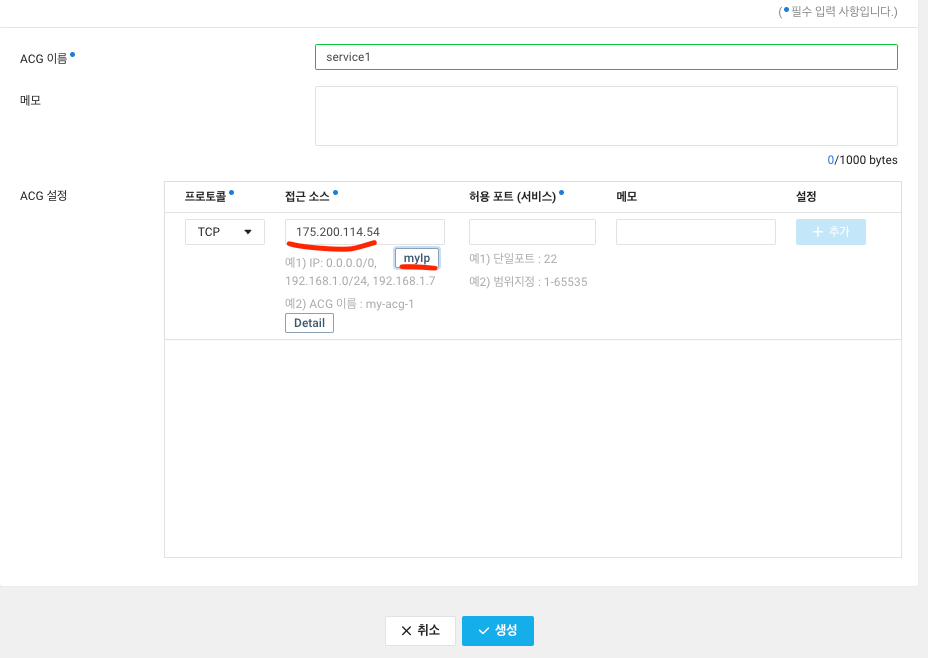 (•필수 입력 사항입니다.)
ACG 이름•
service1
메모
0/1000 bytes
ACG 설정
프로토콜• 접근 소스• 허용 포트 (서비스)• 메모 설정
TCP 175.200.114.54 + 추가
예1) IP: 0.0.0.0/0, myIp 예1) 단일포트 : 22
192.168.1.0/24, 192.168.1.7 예2) 범위지정 : 1-65535
예2) ACG 이름 : my-acg-1
Detail
취소 생성